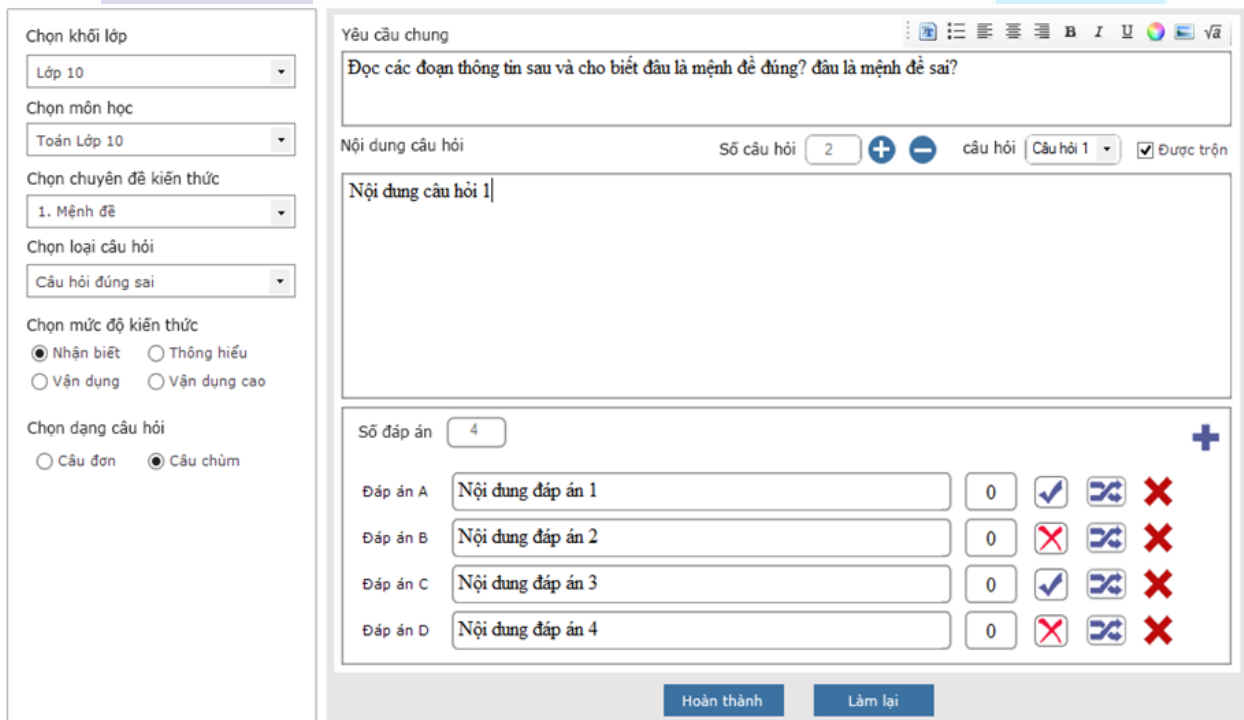 Chọn khối lớp
Lớp 10
Chọn môn học
Toán Lớp 10
Chọn chuyên đề kiến thức
1. Mệnh đề
Chọn loại câu hỏi
Câu hỏi đúng sai
Chọn mức độ kiến thức
Nhận biết Thông hiểu
Vận dụng Vận dụng cao
Chọn dạng câu hỏi
Câu đơn Câu chùm
Yêu cầu chung B I U √a
Đọc các đoạn thông tin sau và cho biết đâu là mệnh đề đúng? đâu là mệnh đề sai?
Nội dung câu hỏi Số câu hỏi 2 câu hỏi Câu hỏi 1 Được trộn
Nội dung câu hỏi 1
Số đáp án 4
Đáp án A Nội dung đáp án 1 0
Đáp án B Nội dung đáp án 2 0
Đáp án C Nội dung đáp án 3 0
Đáp án D Nội dung đáp án 4 0
Hoàn thành Làm lại